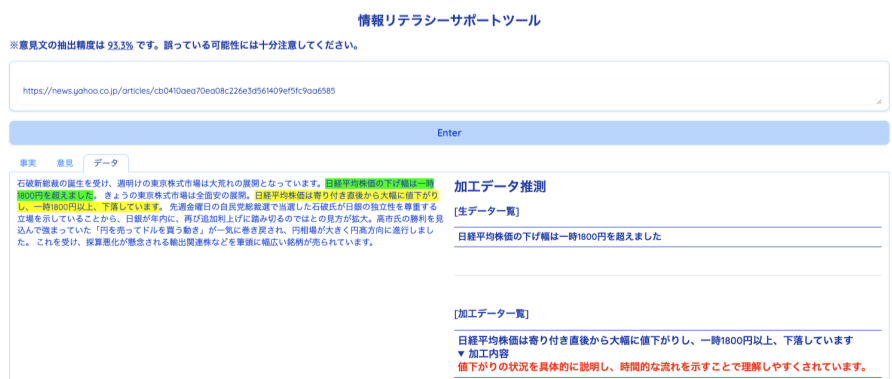 情報リテラシーサポートツール
※意見文の抽出精度は 93.3% です。誤っている可能性には十分注意してください。
https://news.yahoo.co.jp/articles/cb0410aea70ea08c226e3d561409ef5fc9aa6585
Enter
事実 意見 データ
石破新総裁の誕生を受け、週明けの東京株式市場は大荒れの展開となっています。日経平均株価の下げ幅は一時
1800円を超えました。 きょうの東京株式市場は全面安の展開。日経平均株価は寄り付き直後から大幅に値下がり
し、一時1800円以上、下落しています。 先週金曜日の自民党総裁選で当選した石破氏が日銀の独立性を尊重する
立場を示していることから、日銀が年内に、再び追加利上げに踏み切るのではとの見方が拡大。高市氏の勝利を見
込んで強まっていた「円を売ってドルを買う動き」が一気に巻き戻され、円相場が大きく円高方向に進行しまし
た。 これを受け、採算悪化が懸念される輸出関連株などを筆頭に幅広い銘柄が売られています。
加工データ推測
[生データ一覧]
日経平均株価の下げ幅は一時1800円を超えました
[加工データ一覧]
日経平均株価は寄り付き直後から大幅に値下がりし、一時1800円以上、下落しています
▼ 加工内容
値下がりの状況を具体的に説明し、時間的な流れを示すことで理解しやすくされています。